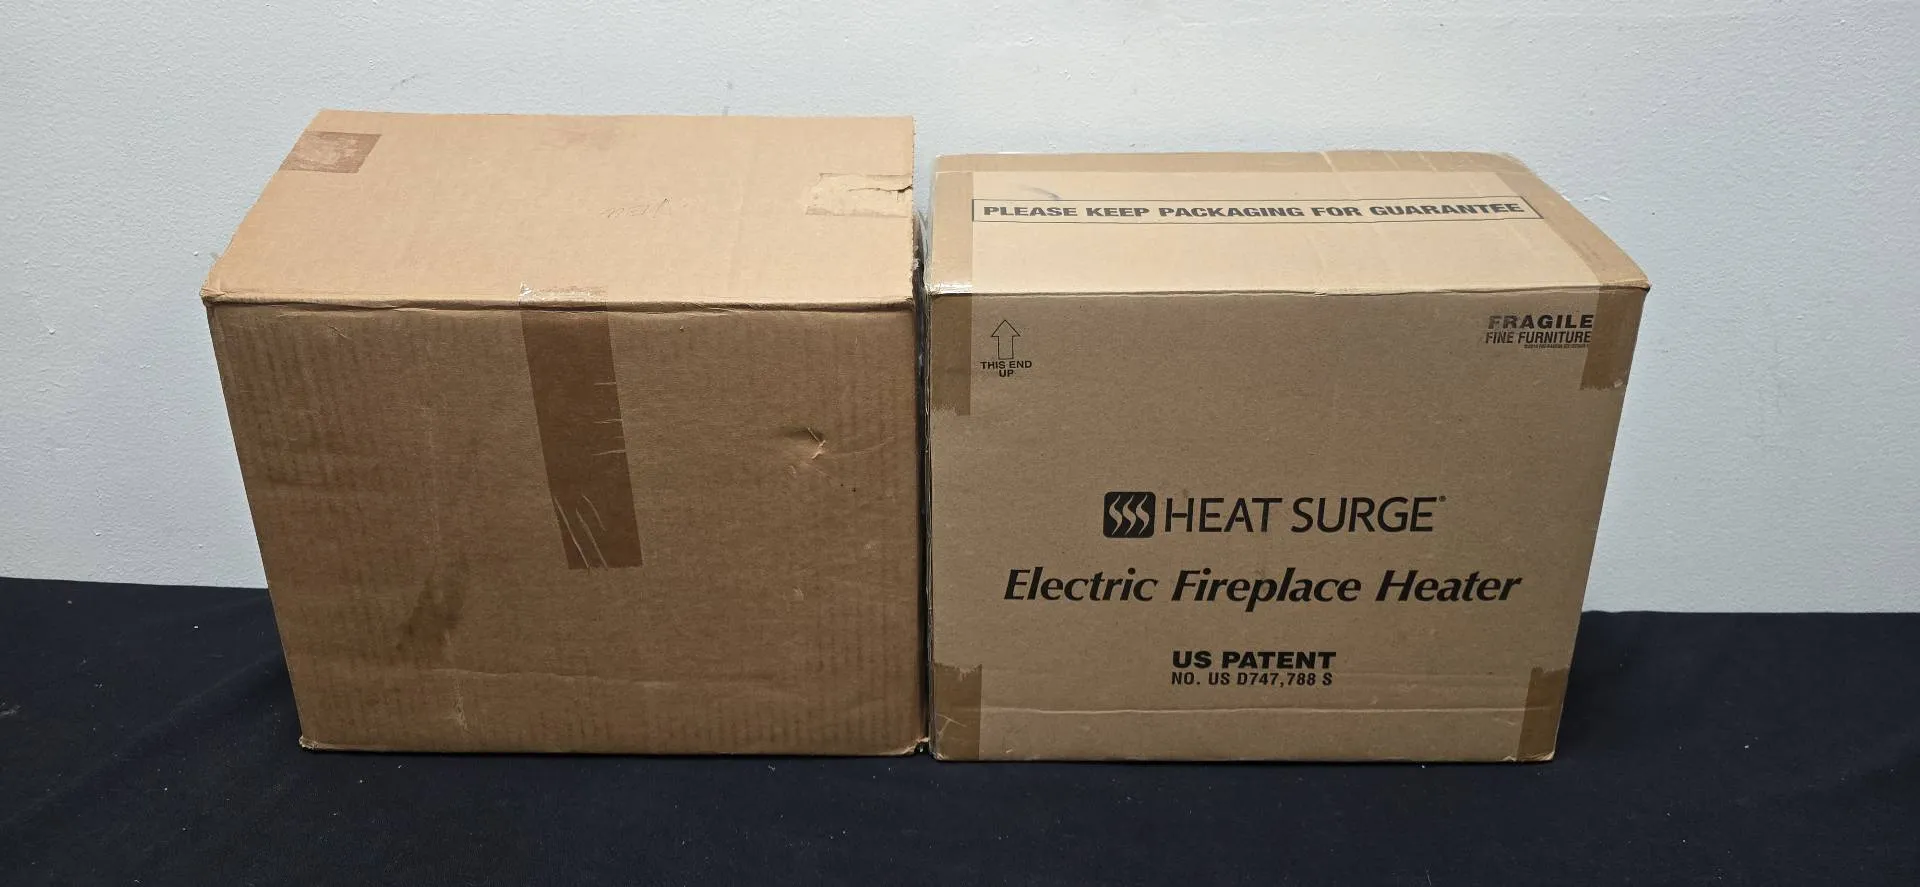 PLEASE KEEP PACKAGING FOR GUARANTEE
THIS END
UP
FRAGILE
FINE FURNITURE
HEAT SURGE®
Electric Fireplace Heater
US PATENT
NO. US D747,788 S